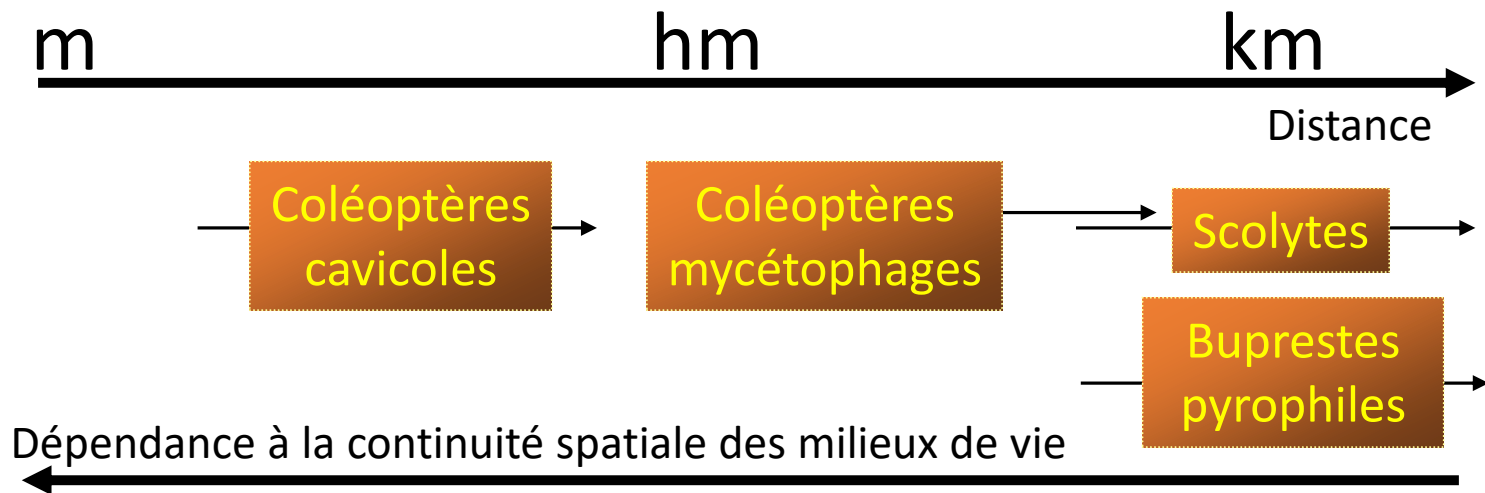 m hm km
Distance
Coléoptères
cavicoles
Coléoptères
mycétophages
Scolytes
Buprestes
pyrophiles
Dépendance à la continuité spatiale des milieux de vie